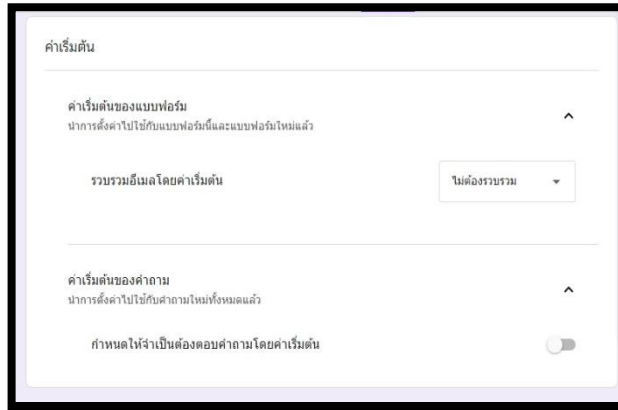 ค่าเริ่มต้น
ค่าเริ่มต้นของแบบฟอร์ม
นำการตั้งค่าไปใช้กับแบบฟอร์มนี้และแบบฟอร์มใหม่แล้ว
รวบรวมอีเมลโดยค่าเริ่มต้น
ไม่ต้องรวบรวม
ค่าเริ่มต้นของคำถาม
นำการตั้งค่าไปใช้กับคำถามใหม่ทั้งหมดแล้ว
กำหนดให้จำเป็นต้องตอบคำถามโดยค่าเริ่มต้น